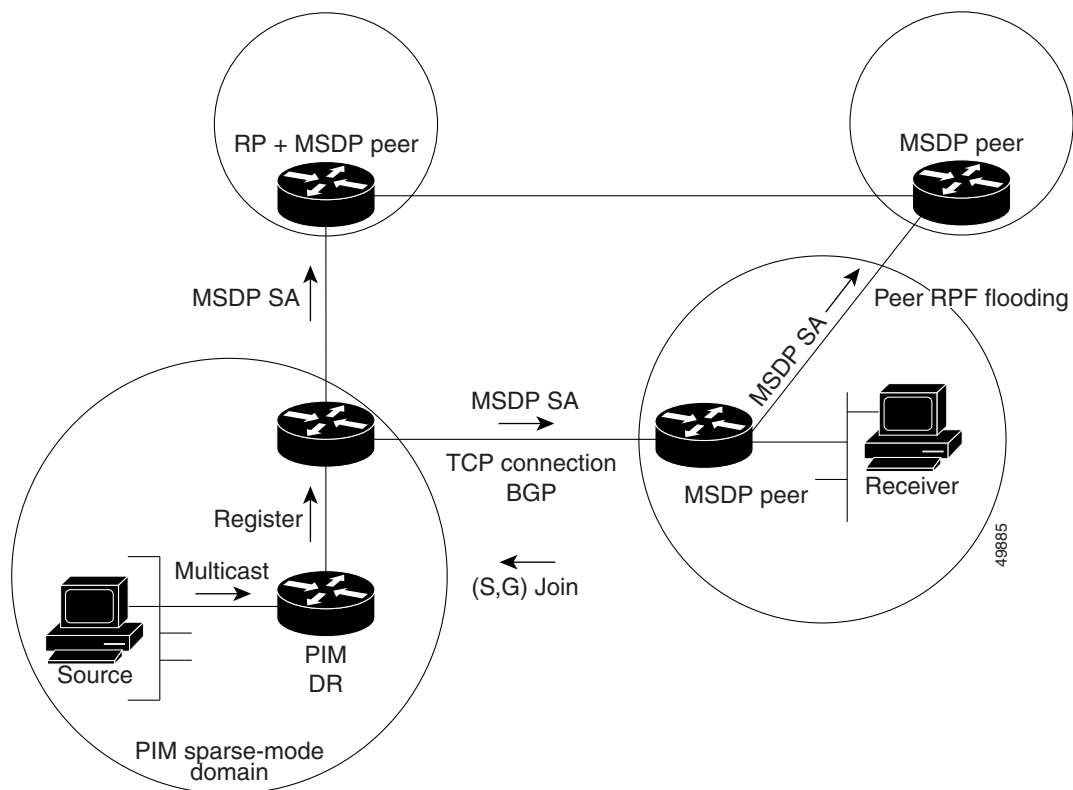 RP + MSDP peer
MSDP peer
MSDP SA
Peer RPF flooding
MSDP SA
MSDP SA
TCP connection
BGP
MSDP peer
Receiver
Register
49885
Multicast
(S,G) Join
Source
PIM
DR
PIM sparse-mode
domain